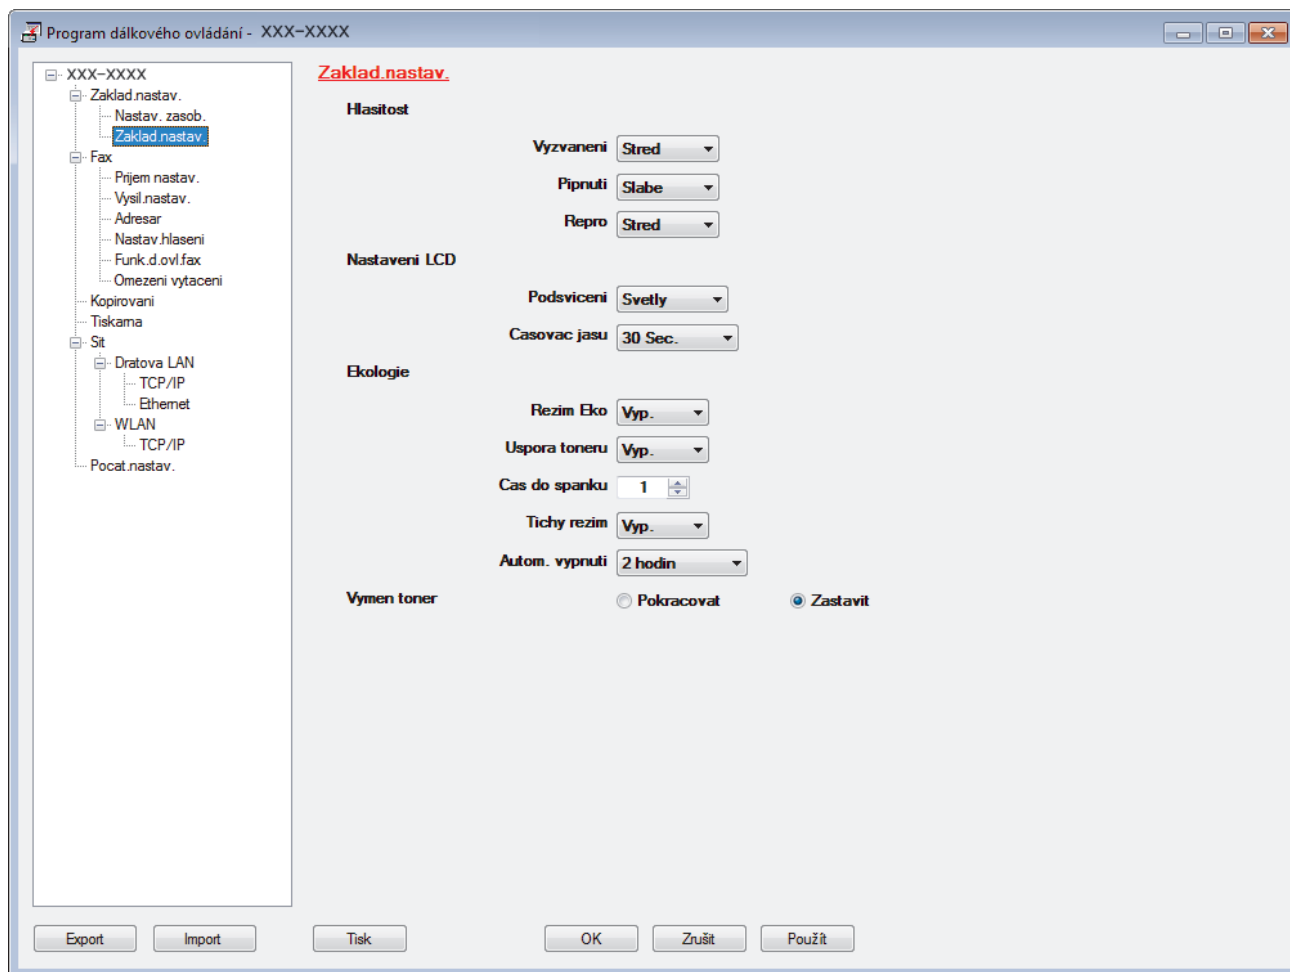 Program dálkového ovládání - XXX-XXXX
XXX-XXXX
Zaklad.nastav.
Nastav. zasob.
Zaklad.nastav.
Fax
Prijem nastav.
Vysil.nastav.
Adresar
Nastav.hlaseni
Funk.d.ovl.fax
Omezeni vytaceni
Kopirovani
Tiskarna
Sit
Dratova LAN
TCP/IP
Ethernet
WLAN
TCP/IP
Pocat.nastav.
Zaklad.nastav.
Hlasitost
Vyzvaneni Stred
Pipnuti Slabe
Repro Stred
Nastaveni LCD
Podsviceni Svetly
Casovac jasu 30 Sec.
Ekologie
Rezim Eko Vyp.
Uspora toneru Vyp.
Cas do spanku 1
Tichy rezim Vyp.
Autom. vypnuti 2 hodin
Vymen toner Pokracovat Zastavit
Export Import Tisk OK Zrušit Použít